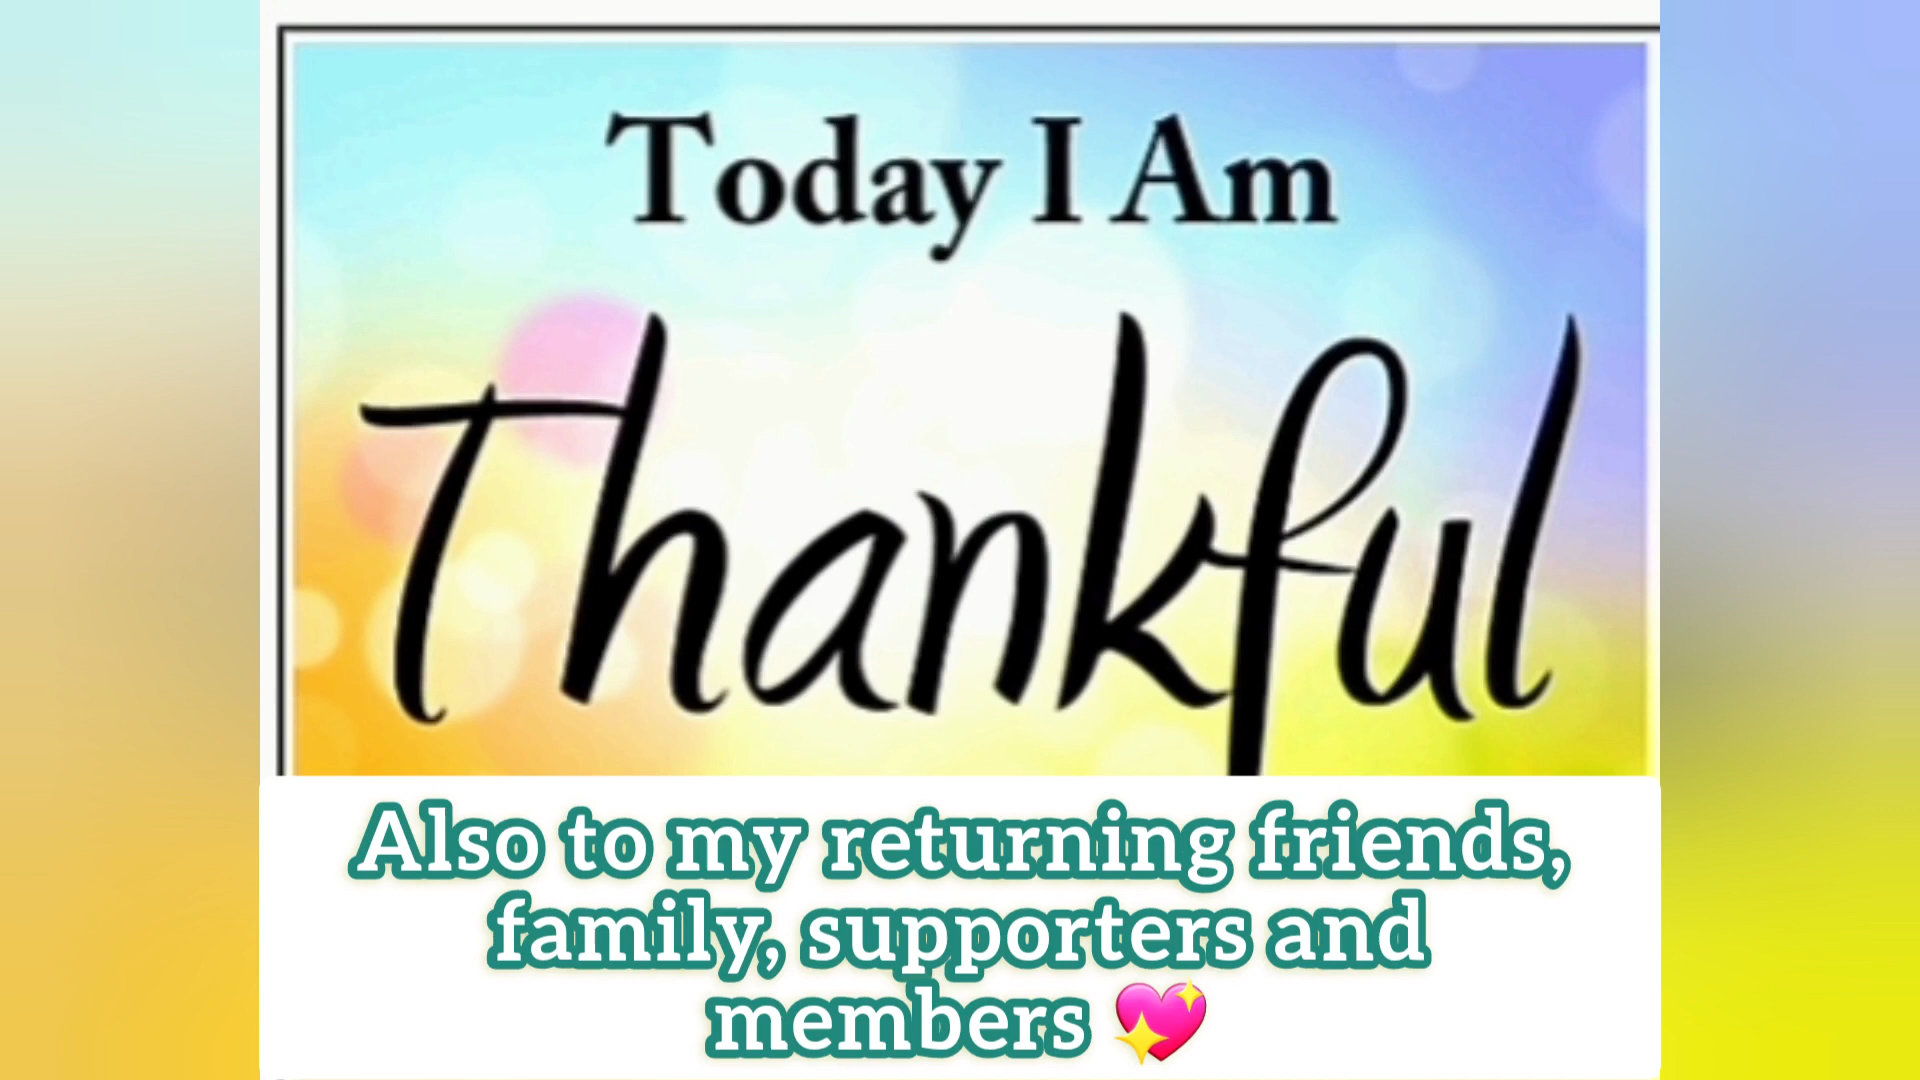 Today I Am
Thankful
Also to my returning friends,
family, supporters and
members 💖